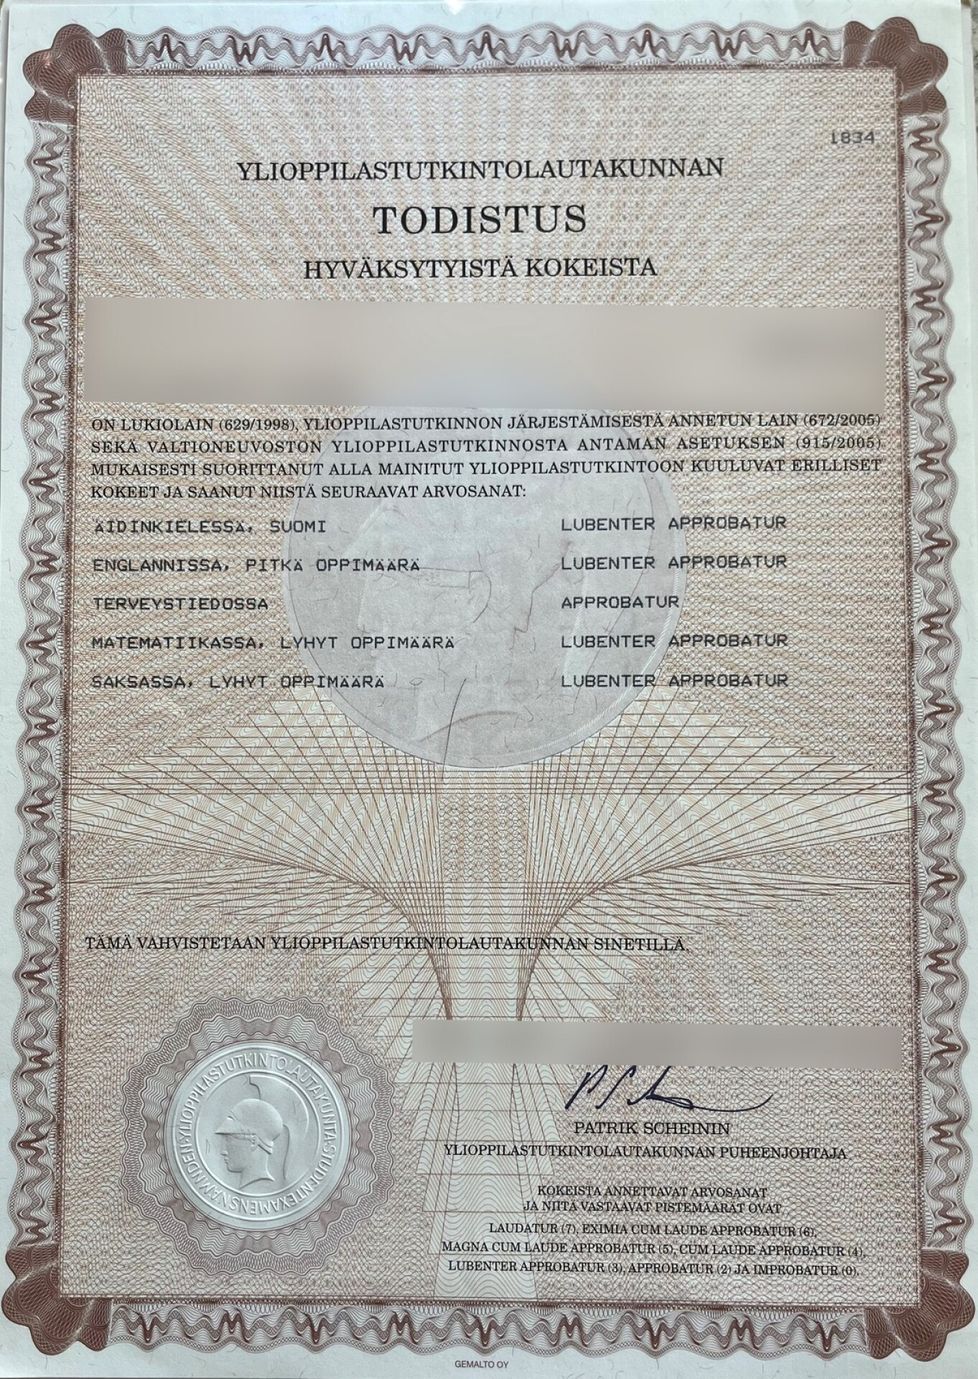 1834
YLIOPPILASTUTKINTOLAUTAKUNNAN
TODISTUS
HYVÄKSYTYISTÄ KOKEISTA
ON LUKIOLAIN (629/1998), YLIOPPILASTUTKINNON JÄRJESTÄMISESTÄ ANNETUN LAIN (672/2005)
SEKÄ VALTIONEUVOSTON YLIOPPILASTUTKINNOSTA ANTAMAN ASETUKSEN (915/2005)
MUKAISESTI SUORITTANUT ALLA MAINITUT YLIOPPILASTUTKINTOON KUULUVAT ERILLISET
KOKEET JA SAANUT NIISTÄ SEURAAVAT ARVOSANAT:
ÄIDINKIELESSÄ, SUOMI LUBENTER APPROBATUR
ENGLANNISSA, PITKÄ OPPIMÄÄRÄ LUBENTER APPROBATUR
TERVEYSTIEDOSSA APPROBATUR
MATEMATIIKASSA, LYHYT OPPIMÄÄRÄ LUBENTER APPROBATUR
SAKSASSA, LYHYT OPPIMÄÄRÄ LUBENTER APPROBATUR
TÄMÄ VAHVISTETAAN YLIOPPILASTUTKINTOLAUTAKUNNAN SINETILLÄ.
YLIOPPILASTUTKINTOLAUTAKUNTA STUDENTEXAMENSNÄMNDEN
PATRIK SCHEININ
YLIOPPILASTUTKINTOLAUTAKUNNAN PUHEENJOHTAJA
KOKEISTA ANNETTAVAT ARVOSANAT
JA NIITÄ VASTAAVAT PISTEMÄÄRÄT OVAT
LAUDATUR (7), EXIMIA CUM LAUDE APPROBATUR (6),
MAGNA CUM LAUDE APPROBATUR (5), CUM LAUDE APPROBATUR (4),
LUBENTER APPROBATUR (3), APPROBATUR (2) JA IMPROBATUR (0).
GEMALTO OY